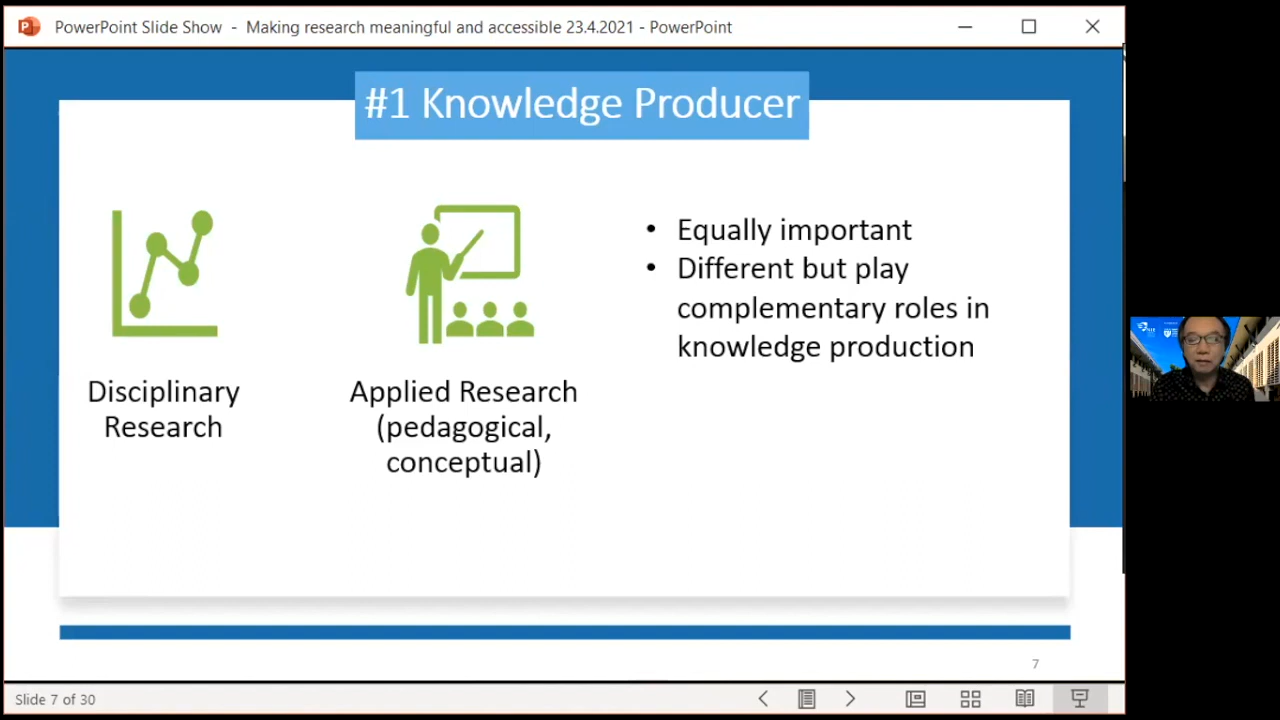 PowerPoint Slide Show - Making research meaningful and accessible 23.4.2021 - PowerPoint
#1 Knowledge Producer
Disciplinary
Research
Applied Research
(pedagogical,
conceptual)
• Equally important
• Different but play
complementary roles in
knowledge production
7
Slide 7 of 30